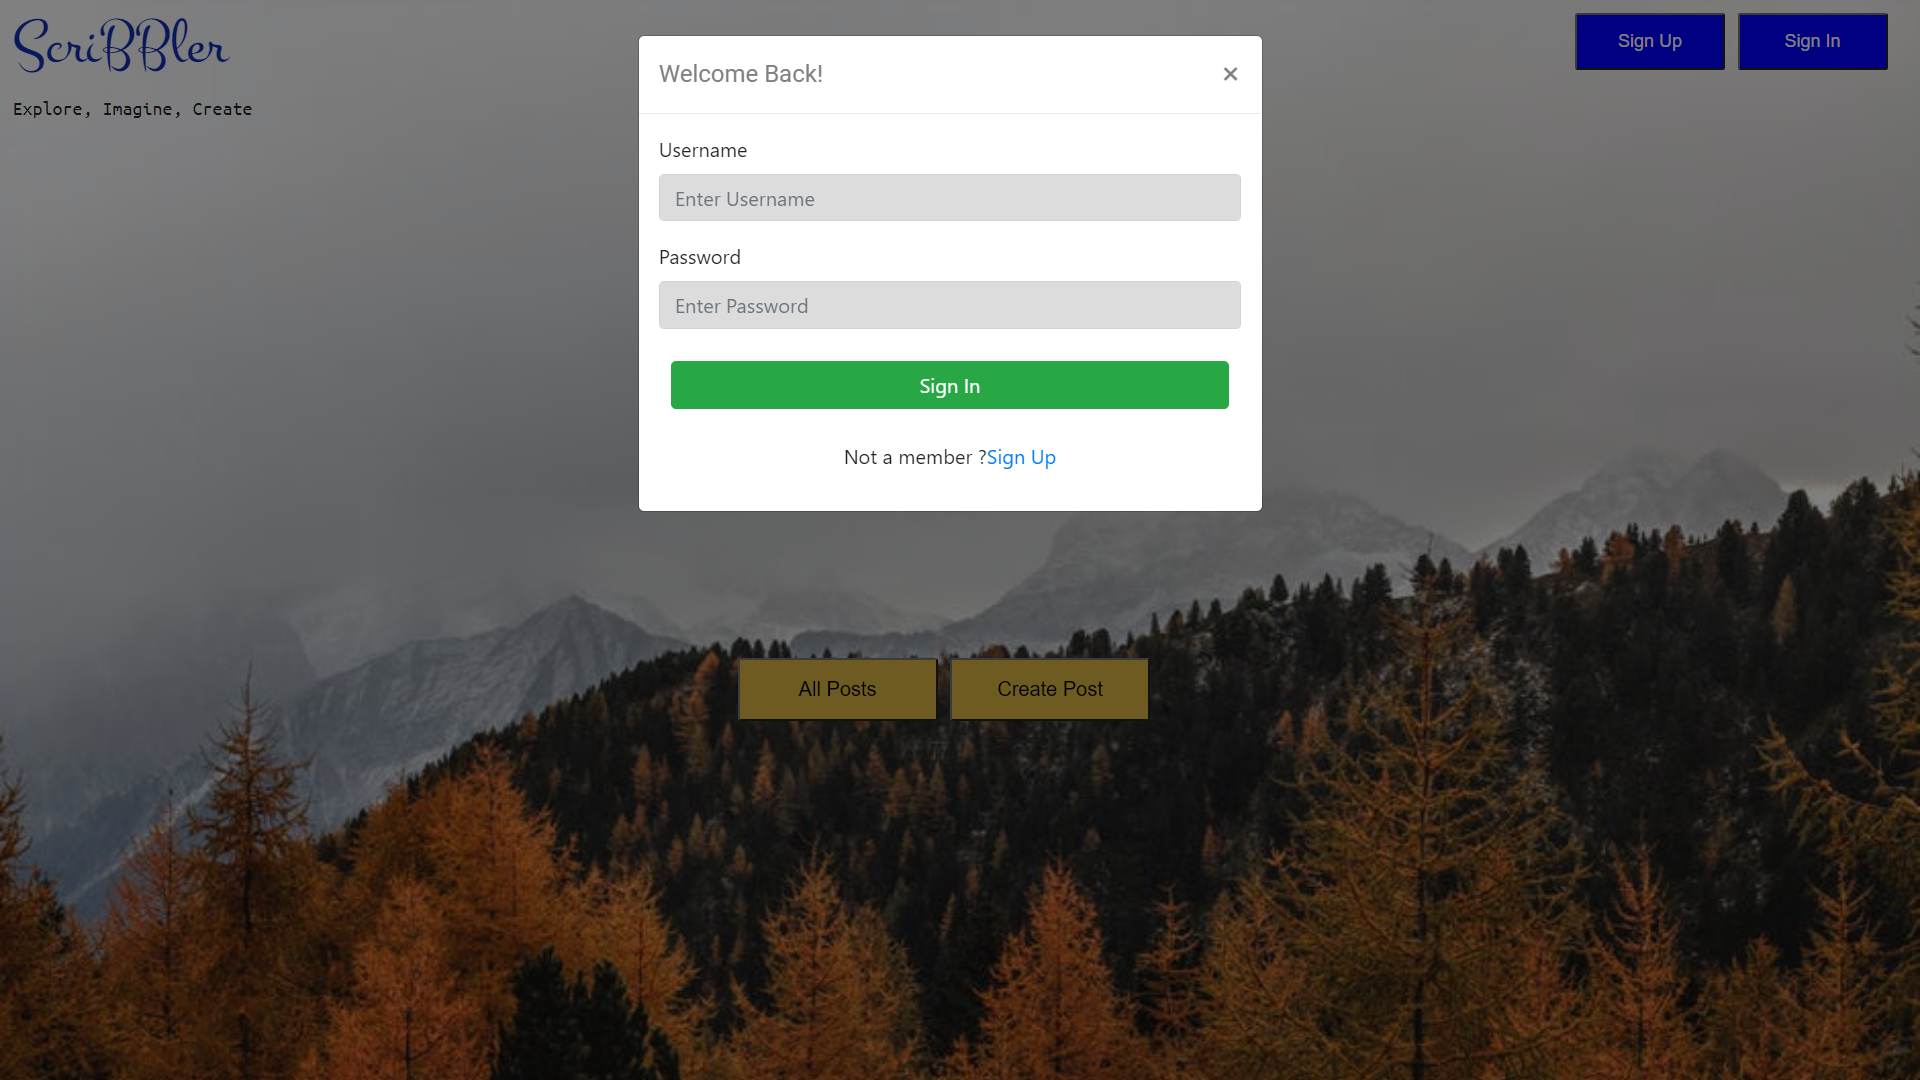 ScriBBler
Explore, Imagine, Create
Sign Up
Sign In
Welcome Back!
×
Username
Enter Username
Password
Enter Password
Sign In
Not a member ?Sign Up
All Posts
Create Post